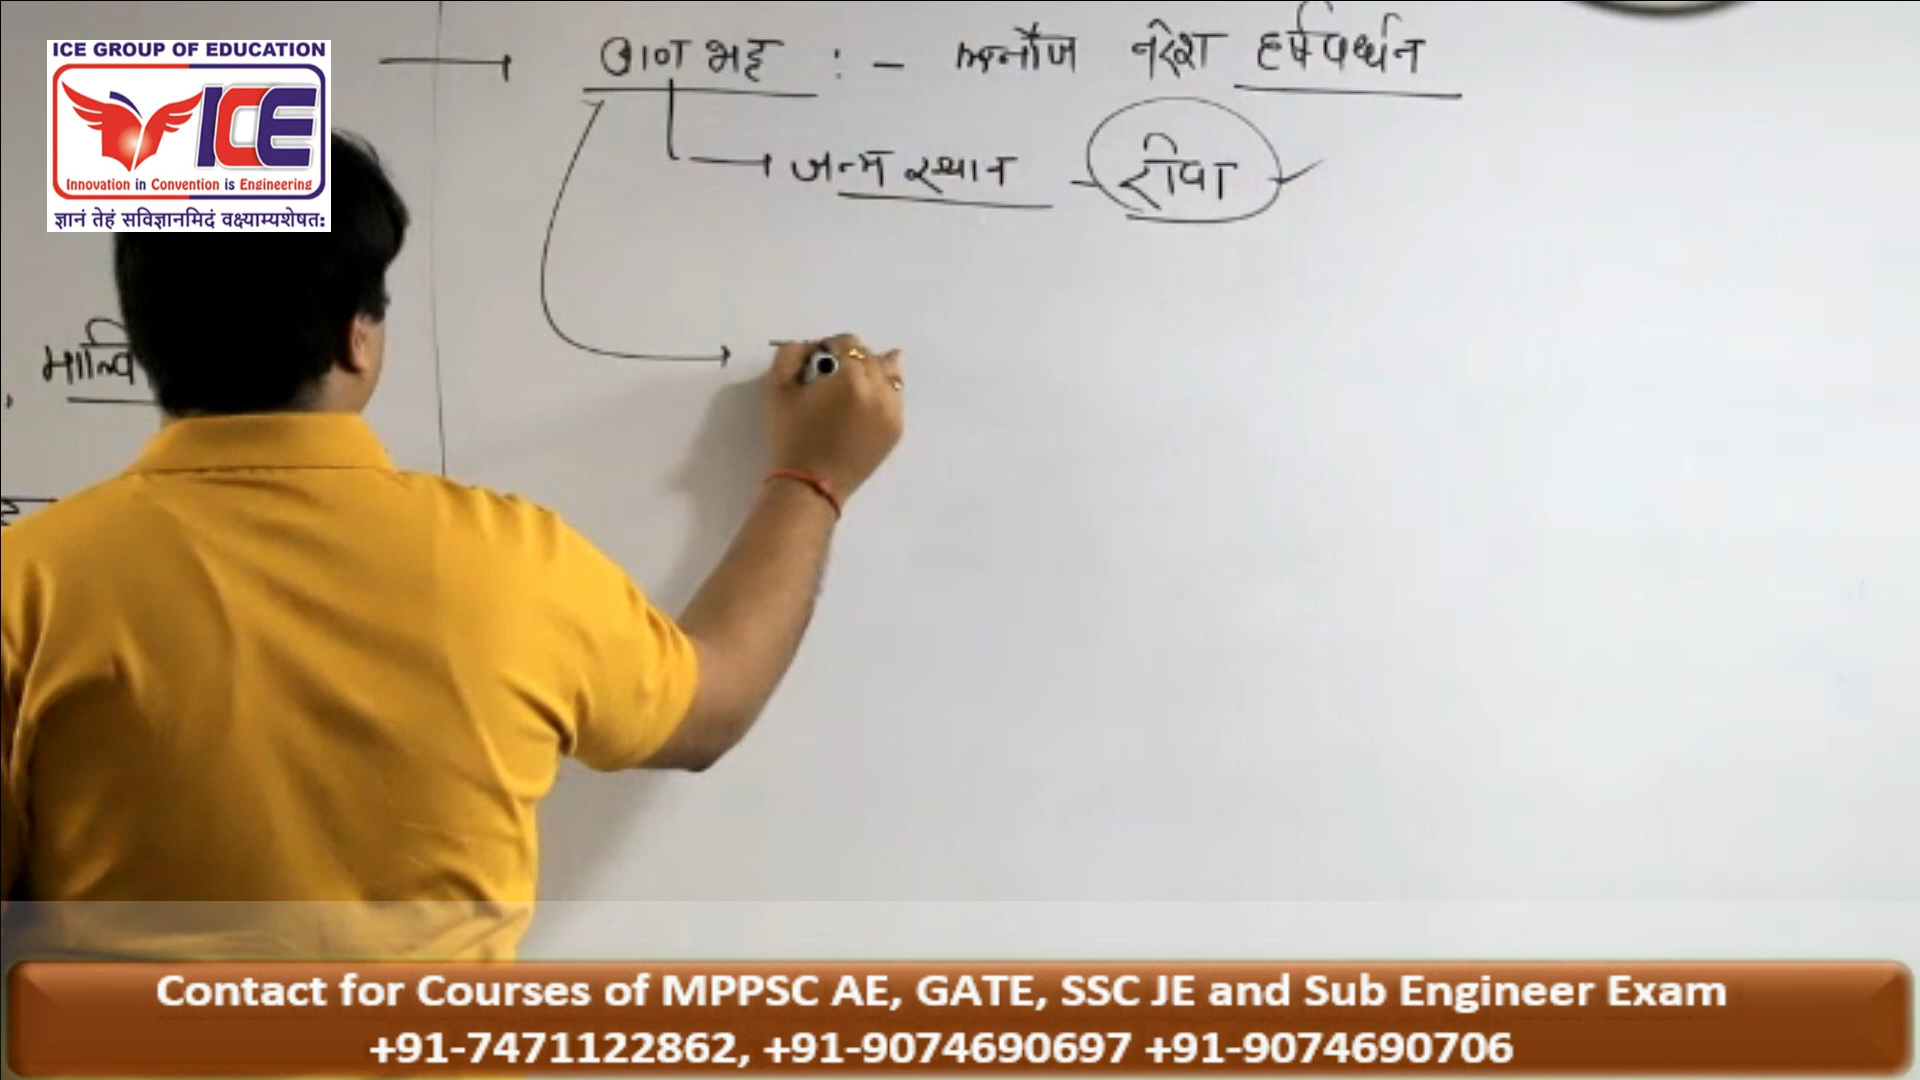 ICE GROUP OF EDUCATION
ICE
Innovation in Convention is Engineering
ज्ञानं तेहं सविज्ञानमिदं वक्ष्याम्यशेषतः
बाण भट्ट :- कन्नौज नरेश हर्षवर्धन
जन्म स्थान - रीवा
Contact for Courses of MPPSC AE, GATE, SSC JE and Sub Engineer Exam
+91-7471122862, +91-9074690697 +91-9074690706